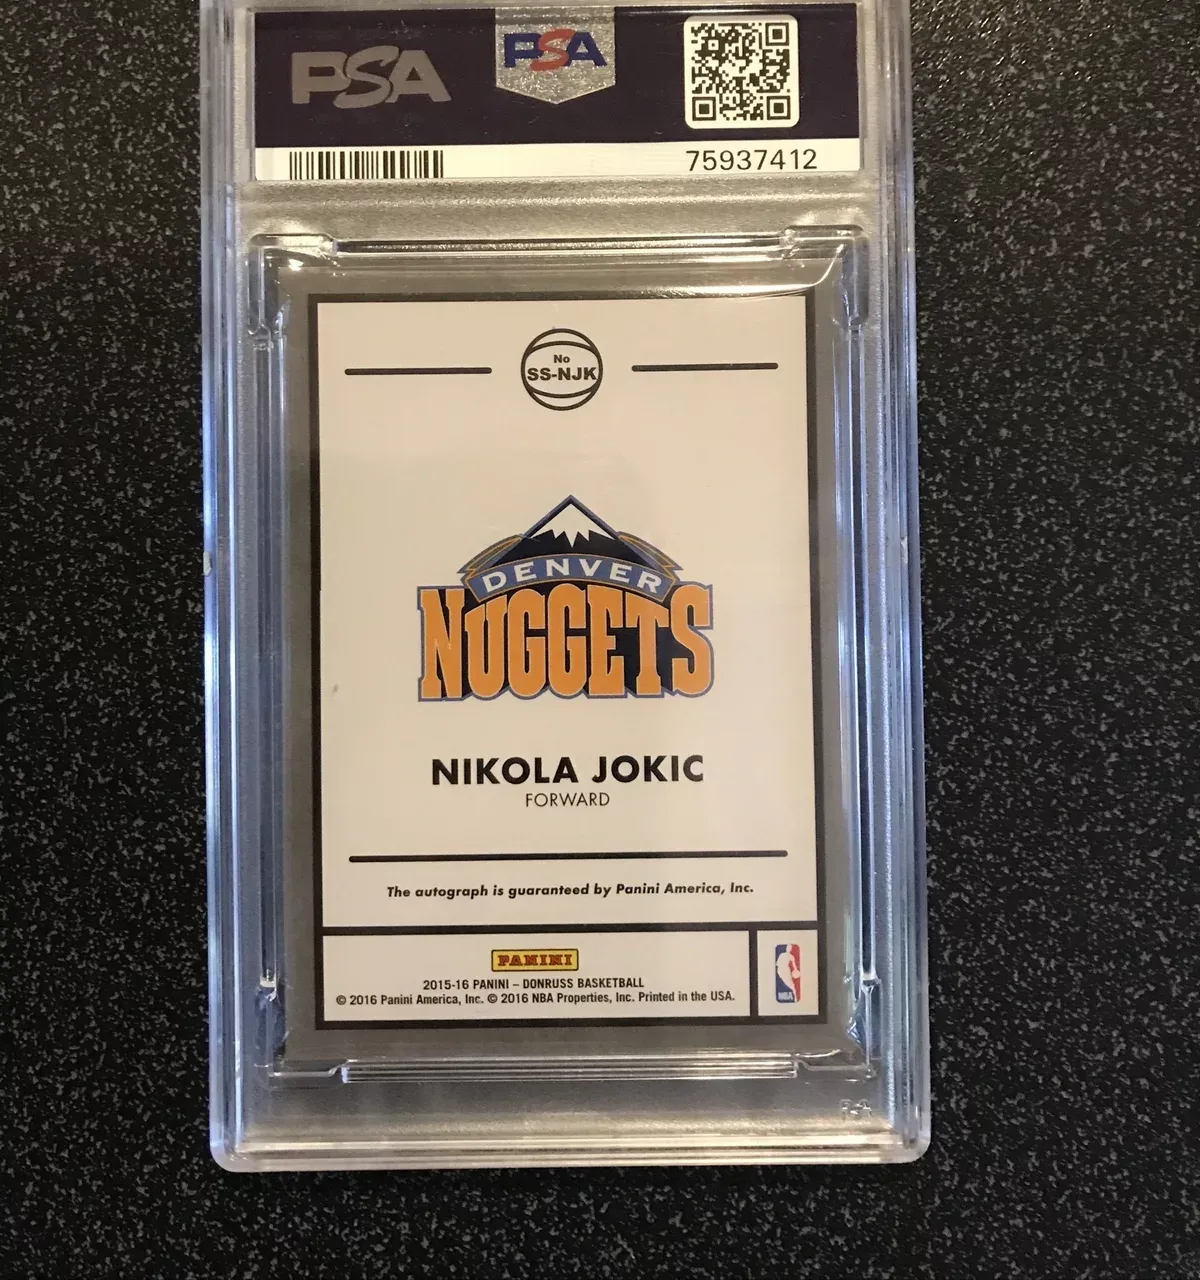 PSA PSA
75937412
No
SS-NJK
DENVER
NUGGETS
NIKOLA JOKIC
FORWARD
The autograph is guaranteed by Panini America, Inc.
PANINI
2015-16 PANINI – DONRUSS BASKETBALL
© 2016 Panini America, Inc. © 2016 NBA Properties, Inc. Printed in the USA.
NBA